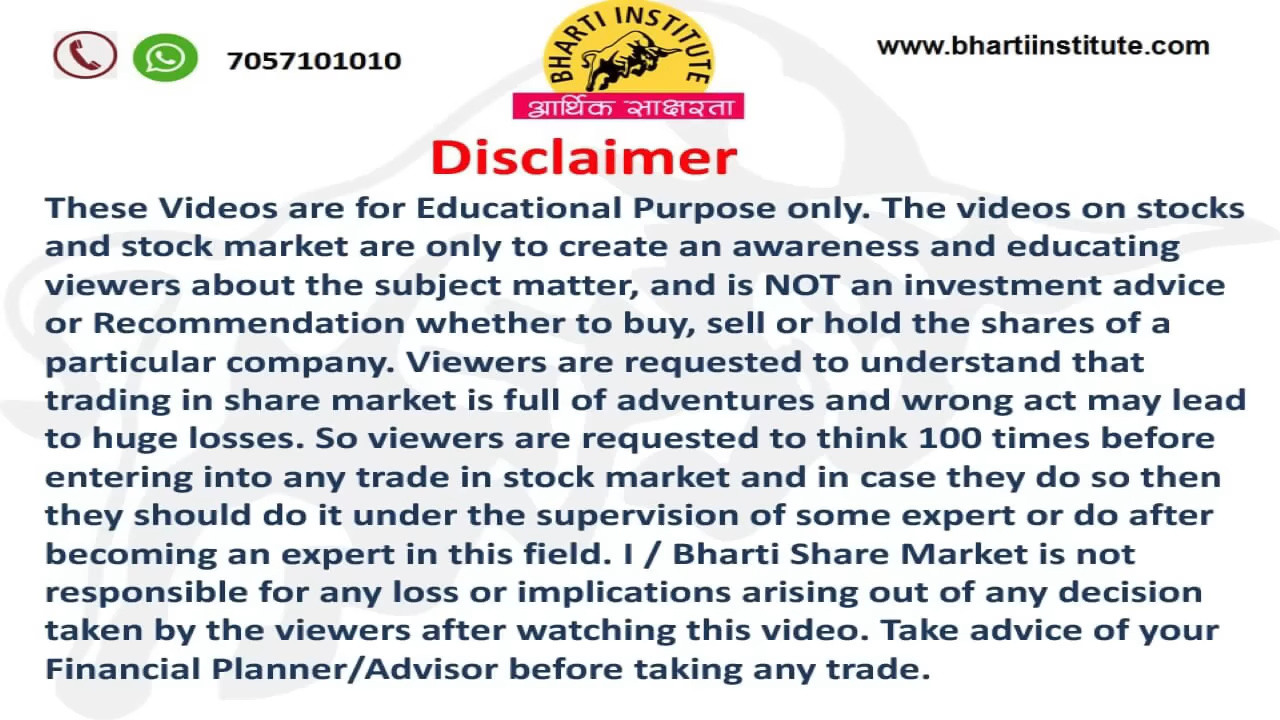 7057101010
BHARTI INSTITUTE
आर्थिक साक्षरता
www.bhartiinstitute.com
Disclaimer
These Videos are for Educational Purpose only. The videos on stocks
and stock market are only to create an awareness and educating
viewers about the subject matter, and is NOT an investment advice
or Recommendation whether to buy, sell or hold the shares of a
particular company. Viewers are requested to understand that
trading in share market is full of adventures and wrong act may lead
to huge losses. So viewers are requested to think 100 times before
entering into any trade in stock market and in case they do so then
they should do it under the supervision of some expert or do after
becoming an expert in this field. I / Bharti Share Market is not
responsible for any loss or implications arising out of any decision
taken by the viewers after watching this video. Take advice of your
Financial Planner/Advisor before taking any trade.